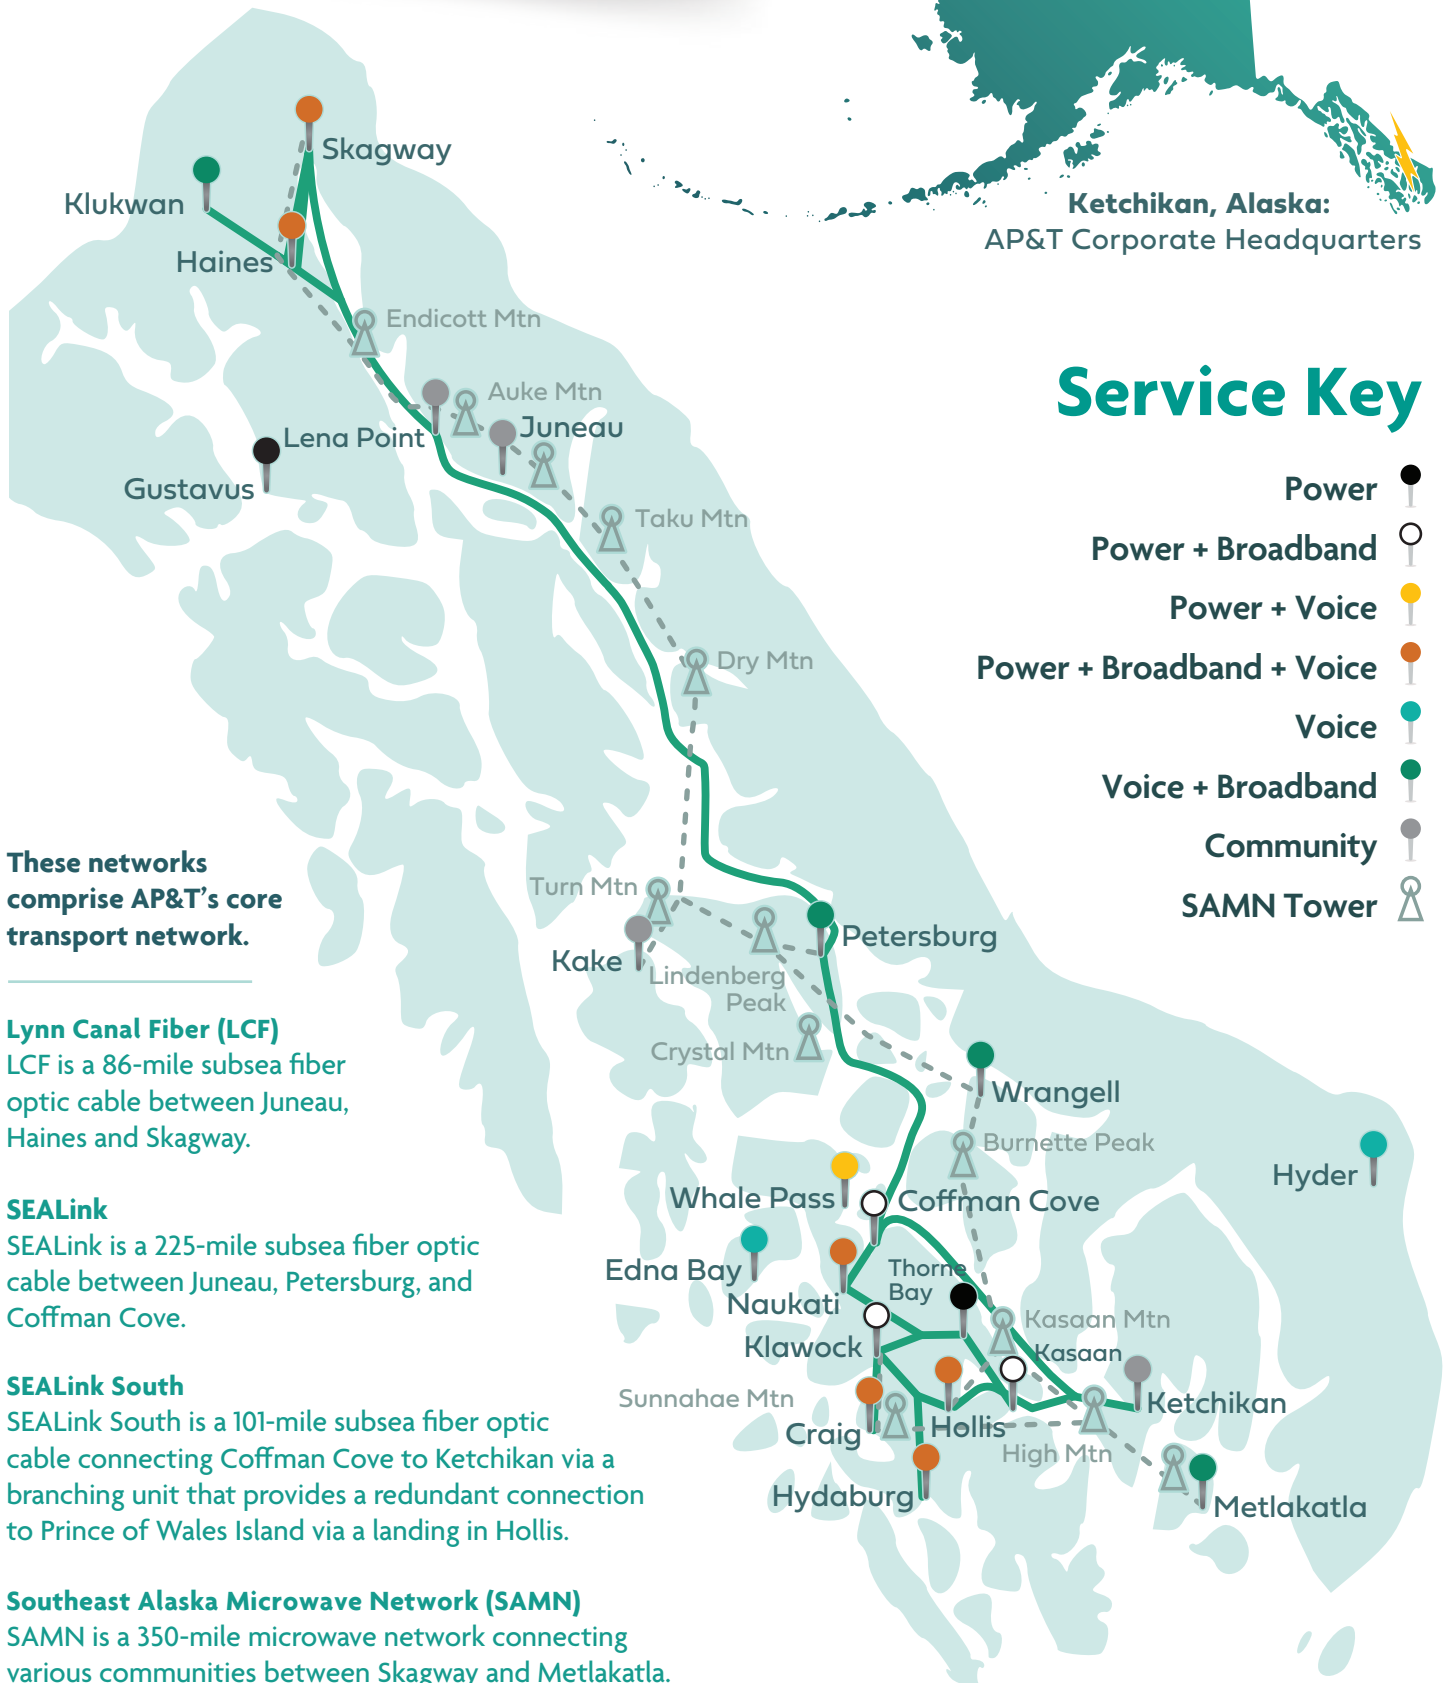 Skagway
Klukwan
Haines
Ketchikan, Alaska:
AP&T Corporate Headquarters
Endicott Mtn
Auke Mtn
Juneau
Lena Point
Gustavus
Taku Mtn
Dry Mtn
Turn Mtn
Kake
Lindenberg
Peak
Petersburg
Crystal Mtn
Wrangell
Burnette Peak
Hyder
Whale Pass
Coffman Cove
Edna Bay
Thorne
Bay
Naukati
Kasaan Mtn
Klawock
Kasaan
Sunnahae Mtn
Ketchikan
Craig
Hollis
High Mtn
Hydaburg
Metlakatla
Service Key
Power
Power + Broadband
Power + Voice
Power + Broadband + Voice
Voice
Voice + Broadband
Community
SAMN Tower
These networks
comprise AP&T’s core
transport network.
Lynn Canal Fiber (LCF)
LCF is a 86-mile subsea fiber
optic cable between Juneau,
Haines and Skagway.
SEALink
SEALink is a 225-mile subsea fiber optic
cable between Juneau, Petersburg, and
Coffman Cove.
SEALink South
SEALink South is a 101-mile subsea fiber optic
cable connecting Coffman Cove to Ketchikan via a
branching unit that provides a redundant connection
to Prince of Wales Island via a landing in Hollis.
Southeast Alaska Microwave Network (SAMN)
SAMN is a 350-mile microwave network connecting
various communities between Skagway and Metlakatla.